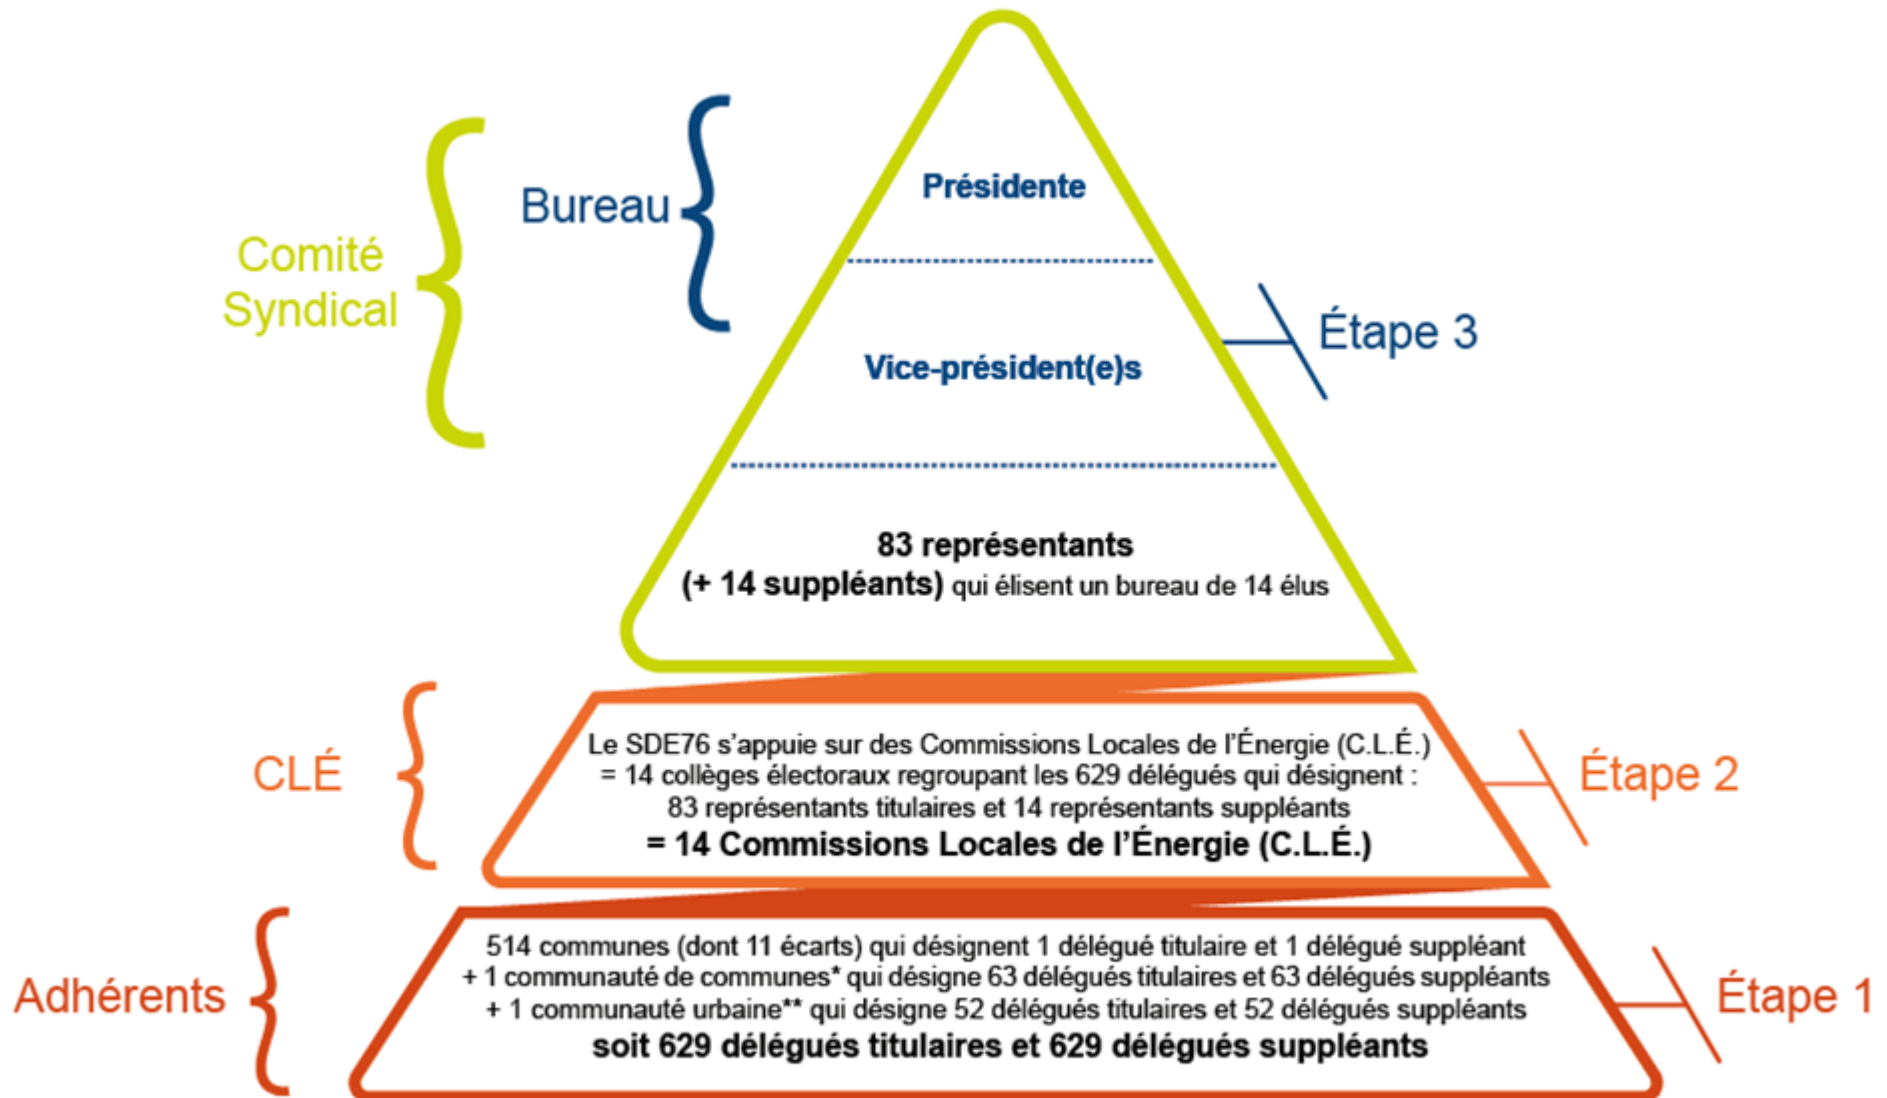 Présidente
Bureau
Comité
Syndical
Étape 3
Vice-président(e)s
83 représentants
(+ 14 suppléants) qui élisent un bureau de 14 élus
CLÉ
Le SDE76 s'appuie sur des Commissions Locales de l'Énergie (C.L.É.)
= 14 collèges électoraux regroupant les 629 délégués qui désignent :
83 représentants titulaires et 14 représentants suppléants
= 14 Commissions Locales de l'Énergie (C.L.É.)
Étape 2
Adhérents
514 communes (dont 11 écarts) qui désignent 1 délégué titulaire et 1 délégué suppléant
+ 1 communauté de communes* qui désigne 63 délégués titulaires et 63 délégués suppléants
+ 1 communauté urbaine** qui désigne 52 délégués titulaires et 52 délégués suppléants
soit 629 délégués titulaires et 629 délégués suppléants
Étape 1